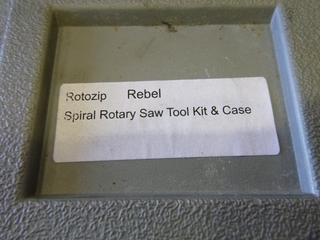 Rotozip Rebel
Spiral Rotary Saw Tool Kit & Case